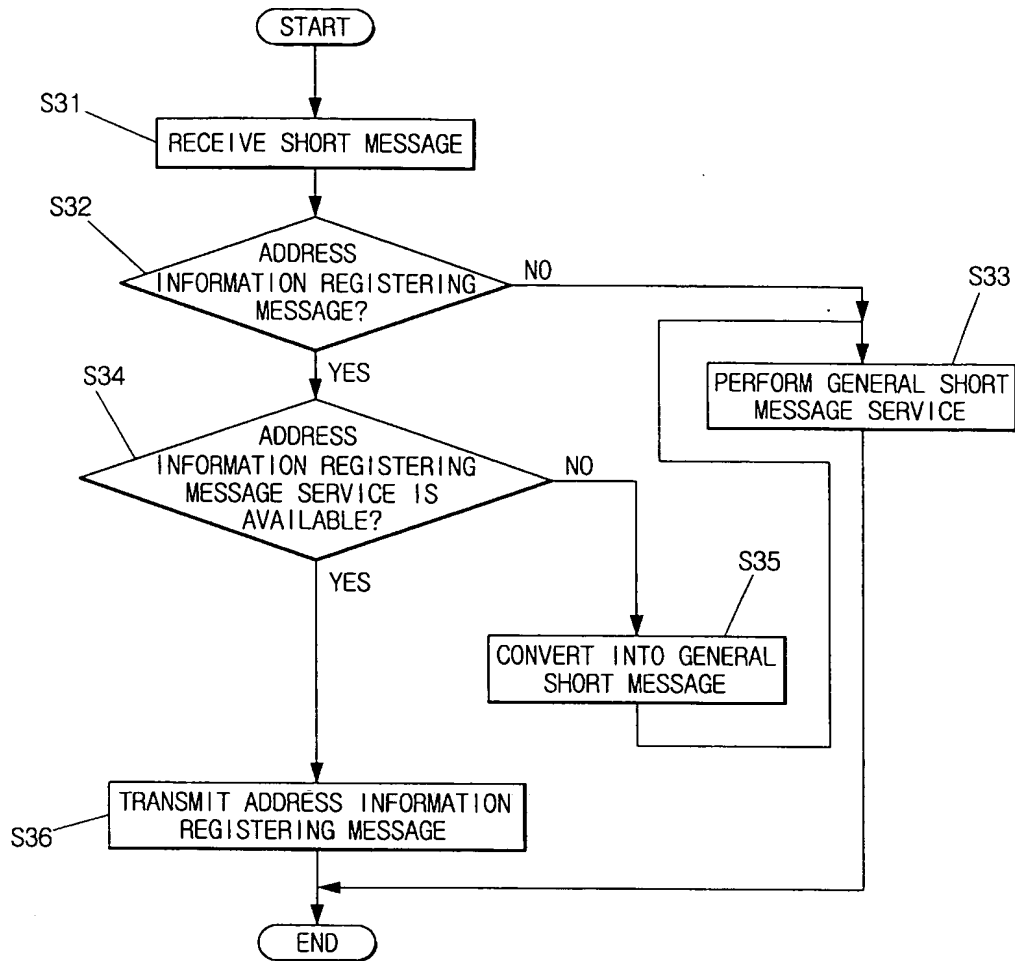 START
S31
RECEIVE SHORT MESSAGE
S32
ADDRESS
INFORMATION REGISTERING
MESSAGE?
NO
S33
PERFORM GENERAL SHORT
MESSAGE SERVICE
YES
S34
ADDRESS
INFORMATION REGISTERING
MESSAGE SERVICE IS
AVAILABLE?
NO
YES
S35
CONVERT INTO GENERAL
SHORT MESSAGE
TRANSMIT ADDRESS INFORMATION
REGISTERING MESSAGE
S36
END